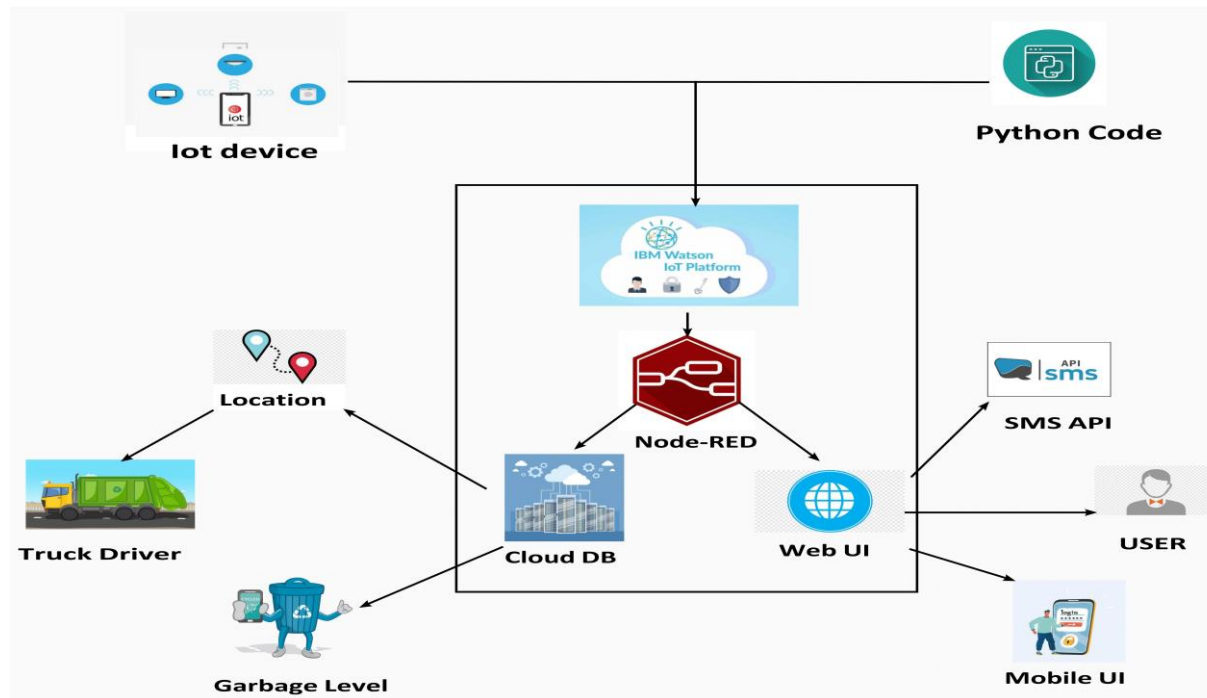 iot
Iot device
Python Code
IBM Watson
IoT Platform
Location
Node-RED
API
sms
SMS API
Truck Driver
Cloud DB
Web UI
USER
login
Garbage Level
Mobile UI